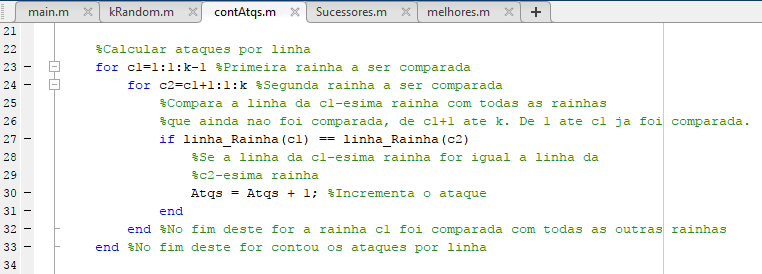 main.m kRandom.m contAtqs.m Sucessores.m melhores.m
21
22 %Calcular ataques por linha
23 for c1=1:1:k-1 %Primeira rainha a ser comparada
24 for c2=c1+1:1:k %Segunda rainha a ser comparada
25 %Compara a linha da c1-esima rainha com todas as rainhas
26 %que ainda nao foi comparada, de c1+1 ate k. De 1 ate c1 ja foi comparada.
27 if linha_Rainha(c1) == linha_Rainha(c2)
28 %Se a linha da c1-esima rainha for igual a linha da
29 %c2-esima rainha
30 Atqs = Atqs + 1; %Incrementa o ataque
31 end
32 end %No fim deste for a rainha c1 foi comparada com todas as outras rainhas
33 end %No fim deste for contou os ataques por linha
34